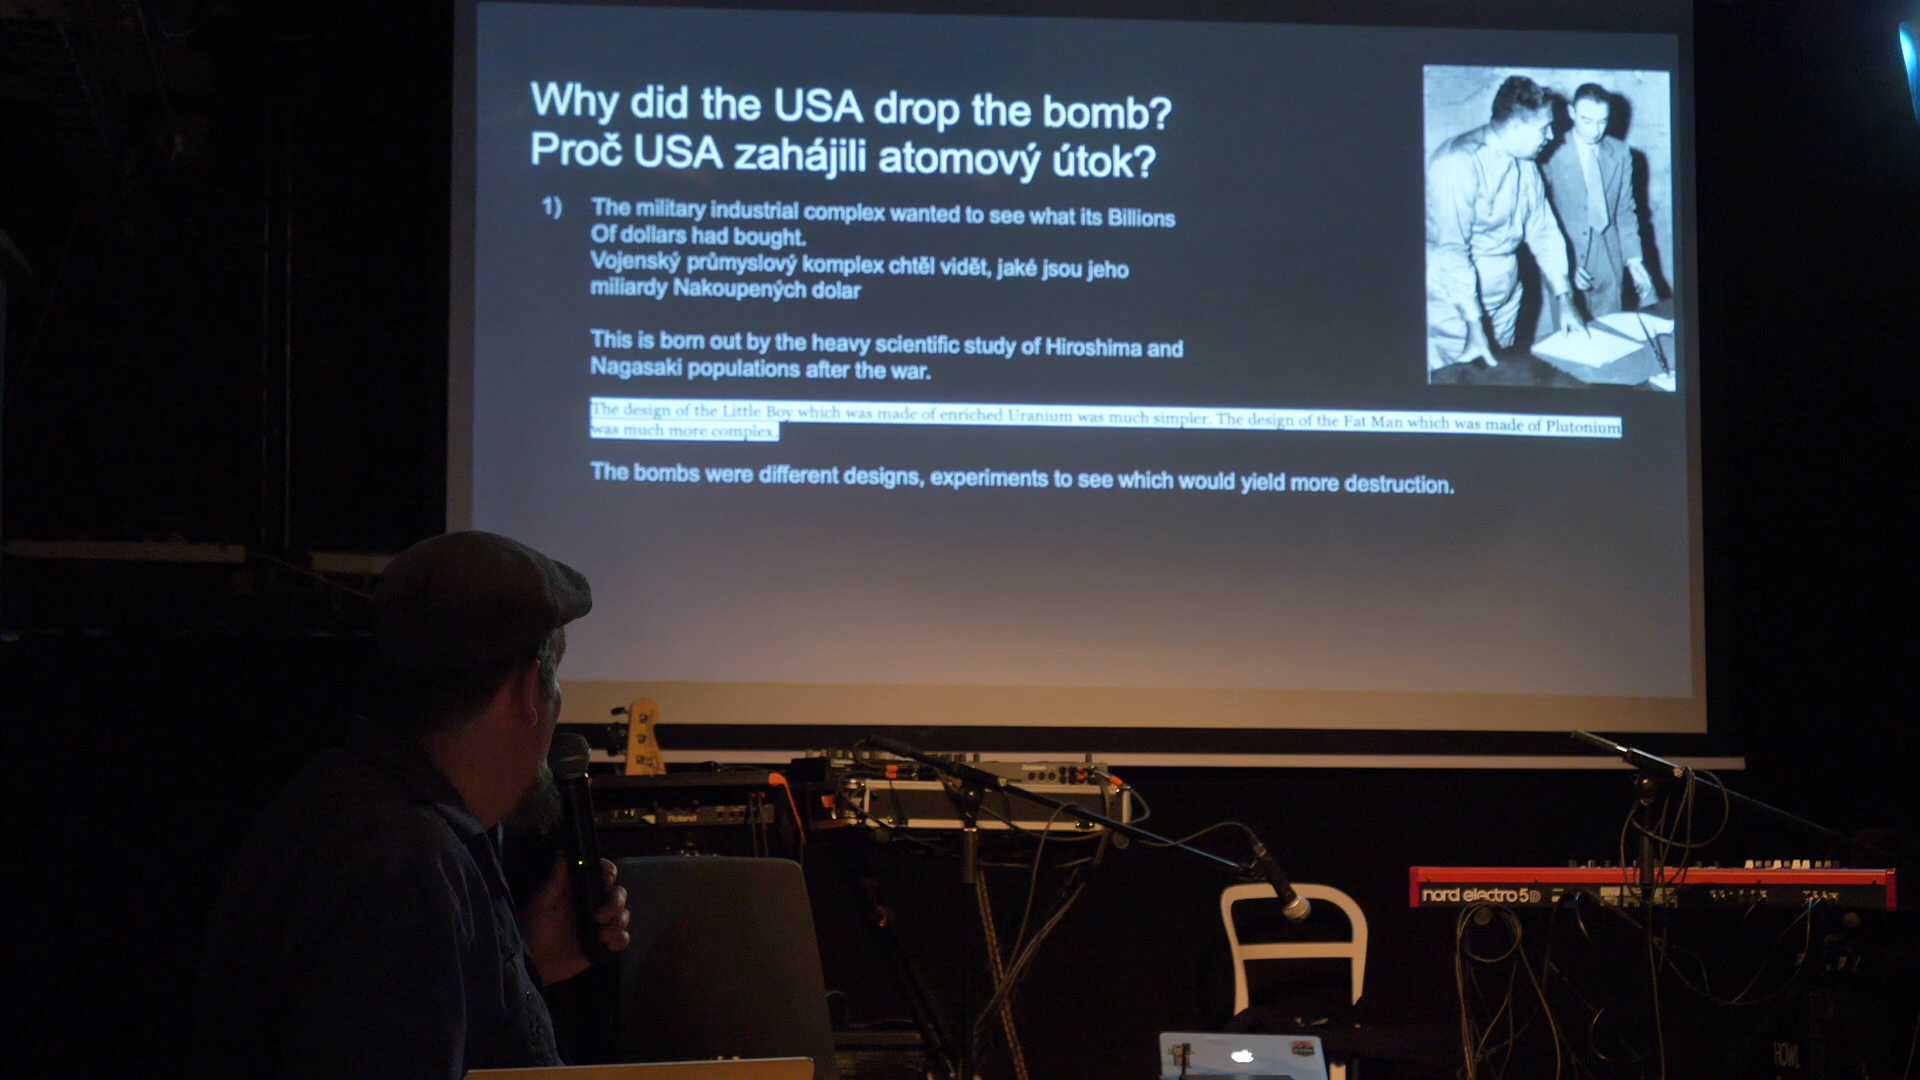 Why did the USA drop the bomb?
Proč USA zahájili atomový útok?
1) The military industrial complex wanted to see what its Billions
Of dollars had bought.
Vojenský průmyslový komplex chtěl vidět, jaké jsou jeho
miliardy Nakoupených dolar
This is born out by the heavy scientific study of Hiroshima and
Nagasaki populations after the war.
The design of the Little Boy which was made of enriched Uranium was much simpler. The design of the Fat Man which was made of Plutonium
was much more complex.
The bombs were different designs, experiments to see which would yield more destruction.
Roland
nord electro 5D
HOWL